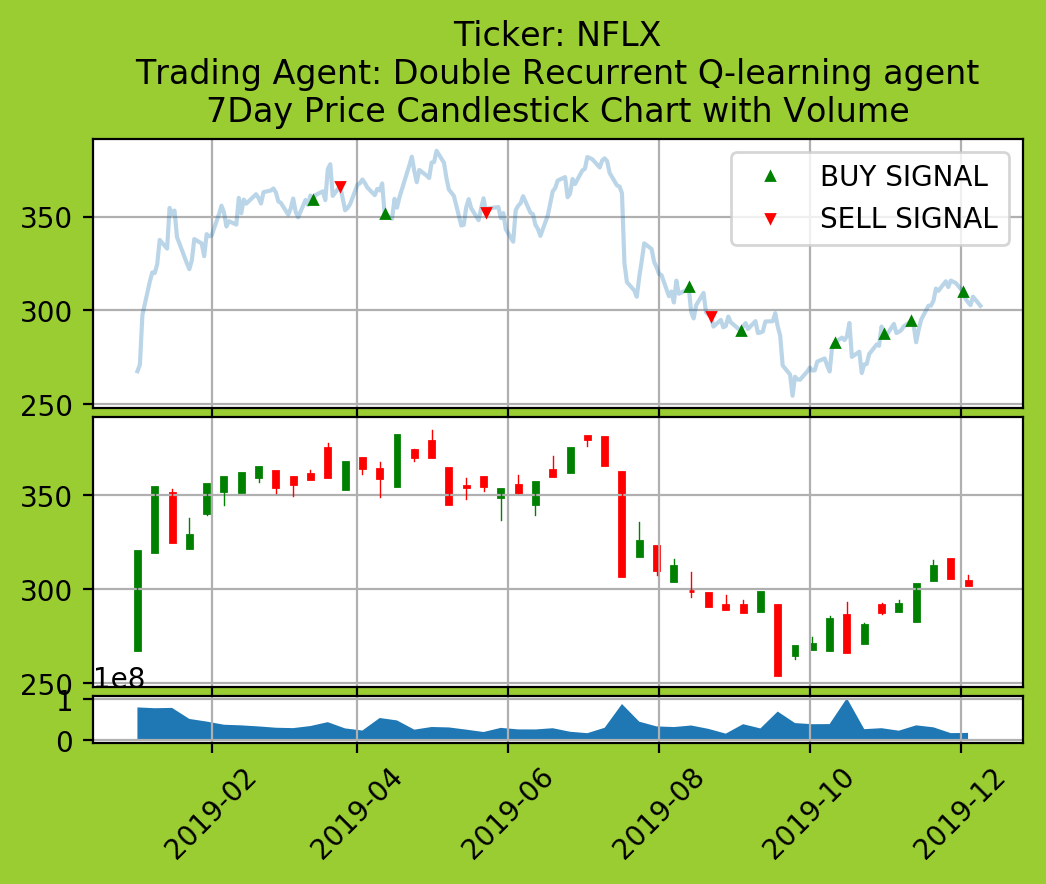 Ticker: NFLX
Trading Agent: Double Recurrent Q-learning agent
7Day Price Candlestick Chart with Volume
BUY SIGNAL
SELL SIGNAL
350
300
250
350
300
250
1e8
1
0
2019-02
2019-04
2019-06
2019-08
2019-10
2019-12